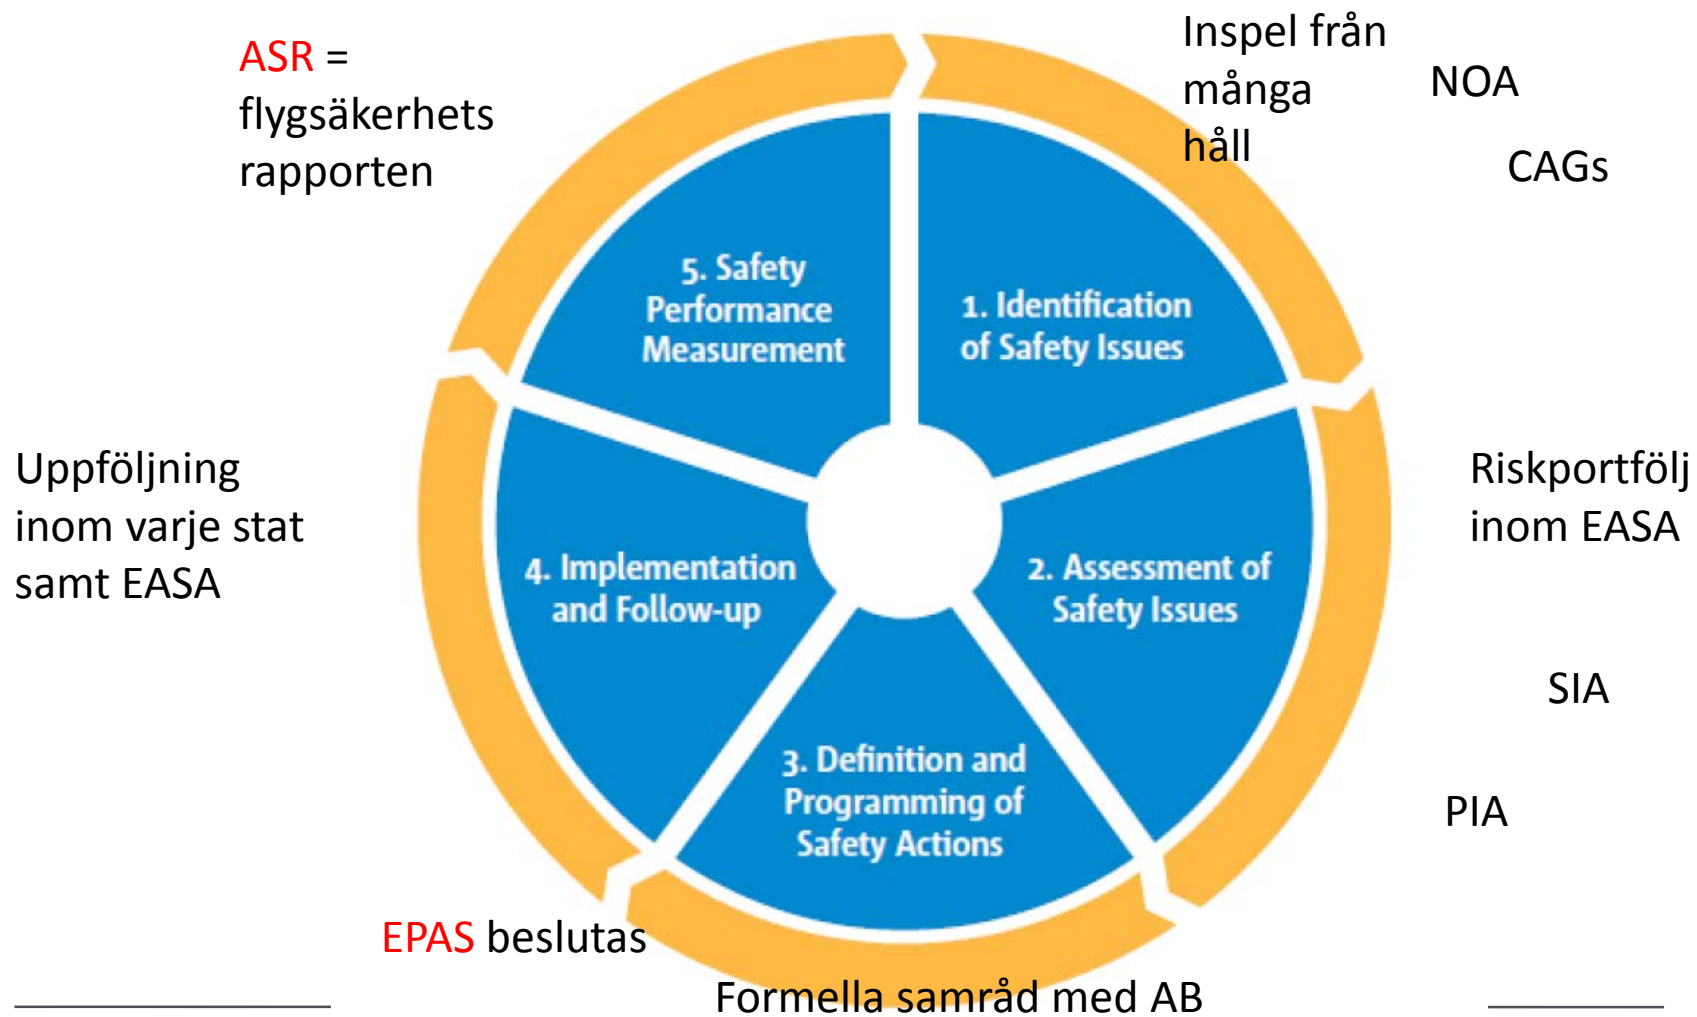 ASR =
flygsäkerhets
rapporten
Inspel från
många
håll
NOA
CAGs
5. Safety
Performance
Measurement
1. Identification
of Safety Issues
Uppföljning
inom varje stat
samt EASA
4. Implementation
and Follow-up
2. Assessment of
Safety Issues
Riskportfölj
inom EASA
SIA
3. Definition and
Programming of
Safety Actions
PIA
EPAS beslutas
Formella samråd med AB